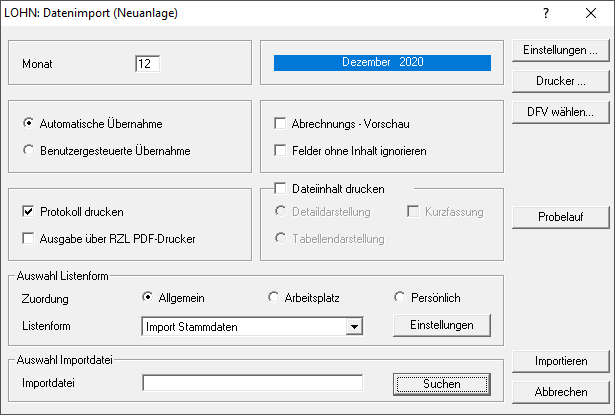 LOHN: Datenimport (Neuanlage)
?
Monat 12
Dezember 2020
Einstellungen ...
Drucker ...
DFV wählen...
Automatische Übernahme
Benutzergesteuerte Übernahme
Abrechnungs - Vorschau
Felder ohne Inhalt ignorieren
Protokoll drucken
Ausgabe über RZL PDF-Drucker
Dateiinhalt drucken
Detaildarstellung Kurzfassung
Tabellendarstellung
Probelauf
Auswahl Listenform
Zuordung Allgemein Arbeitsplatz Persönlich
Listenform Import Stammdaten Einstellungen
Auswahl Importdatei
Importdatei Suchen
Importieren
Abbrechen